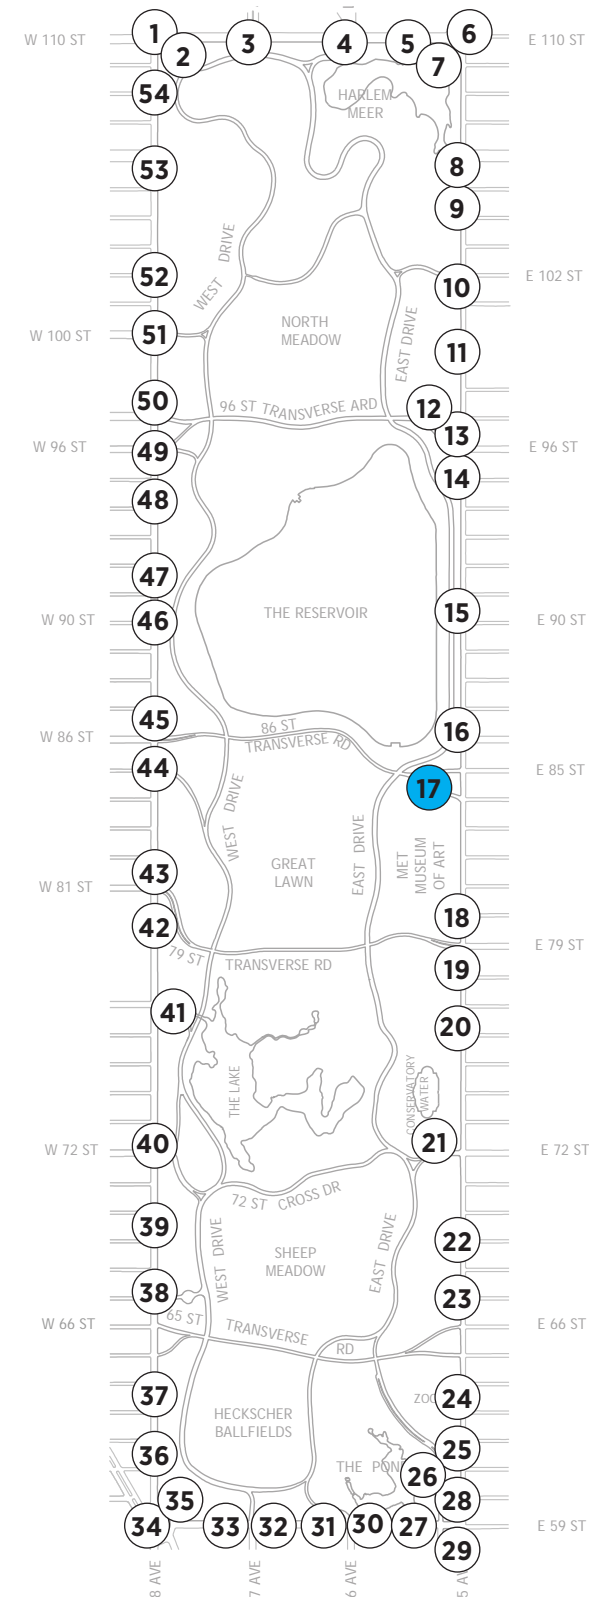 1
2
3
4
5
6
W 110 ST
E 110 ST
7
54
HARLEM
MEER
53
8
9
WEST DRIVE
52
10
E 102 ST
NORTH
MEADOW
EAST DRIVE
W 100 ST
51
11
50
96 ST TRANSVERSE ARD
12
13
W 96 ST
49
E 96 ST
14
48
47
THE RESERVOIR
15
W 90 ST
46
E 90 ST
45
86 ST
TRANSVERSE RD
16
W 86 ST
44
E 85 ST
17
WEST DRIVE
EAST DRIVE
MET
MUSEUM
OF ART
GREAT
LAWN
43
W 81 ST
42
18
79 ST
TRANSVERSE RD
E 79 ST
19
41
20
THE LAKE
CONSERVATORY
WATER
W 72 ST
40
21
E 72 ST
72 ST CROSS DR
39
WEST DRIVE
SHEEP
MEADOW
EAST DRIVE
22
38
23
W 66 ST
65 ST
TRANSVERSE
RD
E 66 ST
37
ZOO
24
HECKSCHER
BALLFIELDS
36
THE PON
25
26
35
28
34
33
32
31
30
27
E 59 ST
29
8 AVE
7 AVE
6 AVE
5 AV